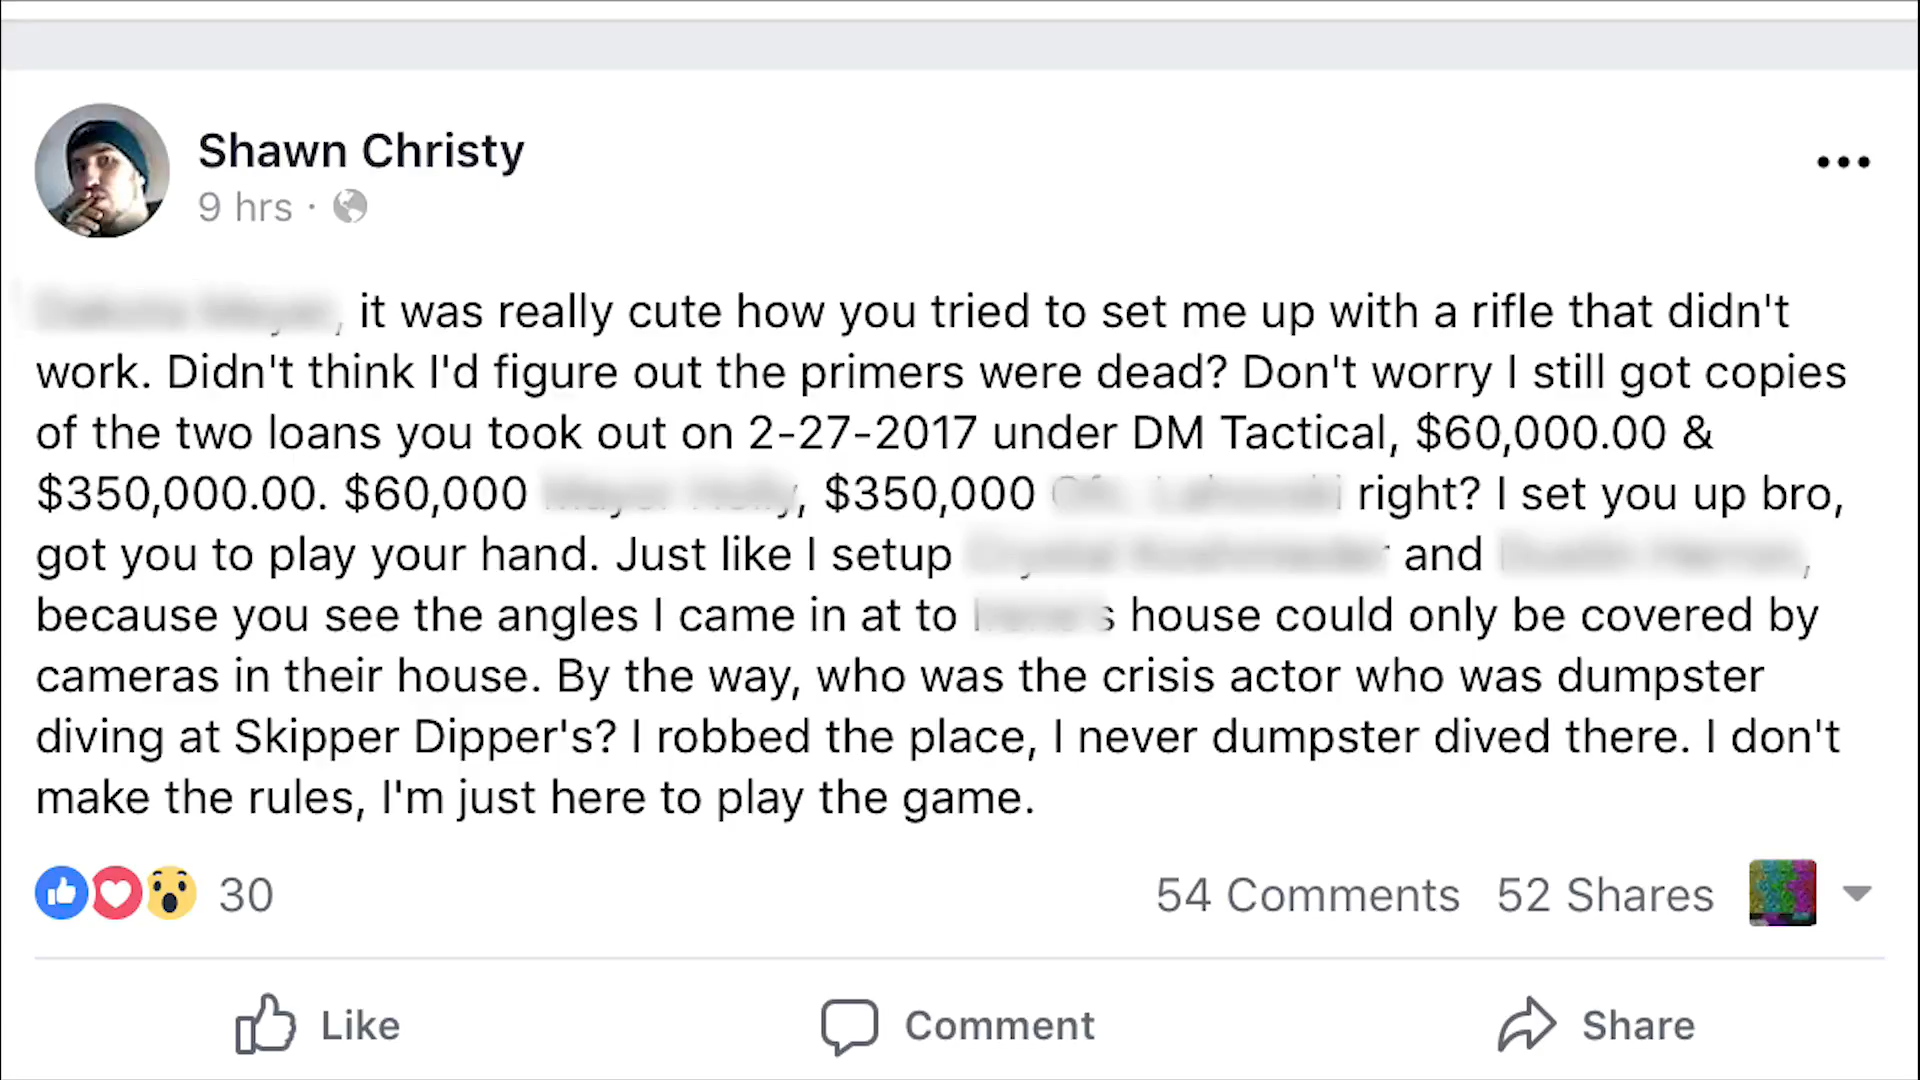 Shawn Christy
9 hrs ·
, it was really cute how you tried to set me up with a rifle that didn't
work. Didn't think I'd figure out the primers were dead? Don't worry I still got copies
of the two loans you took out on 2-27-2017 under DM Tactical, $60,000.00 &
$350,000.00. $60,000 , $350,000 right? I set you up bro,
got you to play your hand. Just like I setup and ,
because you see the angles I came in at to house could only be covered by
cameras in their house. By the way, who was the crisis actor who was dumpster
diving at Skipper Dipper's? I robbed the place, I never dumpster dived there. I don't
make the rules, I'm just here to play the game.
30 54 Comments 52 Shares
Like Comment Share